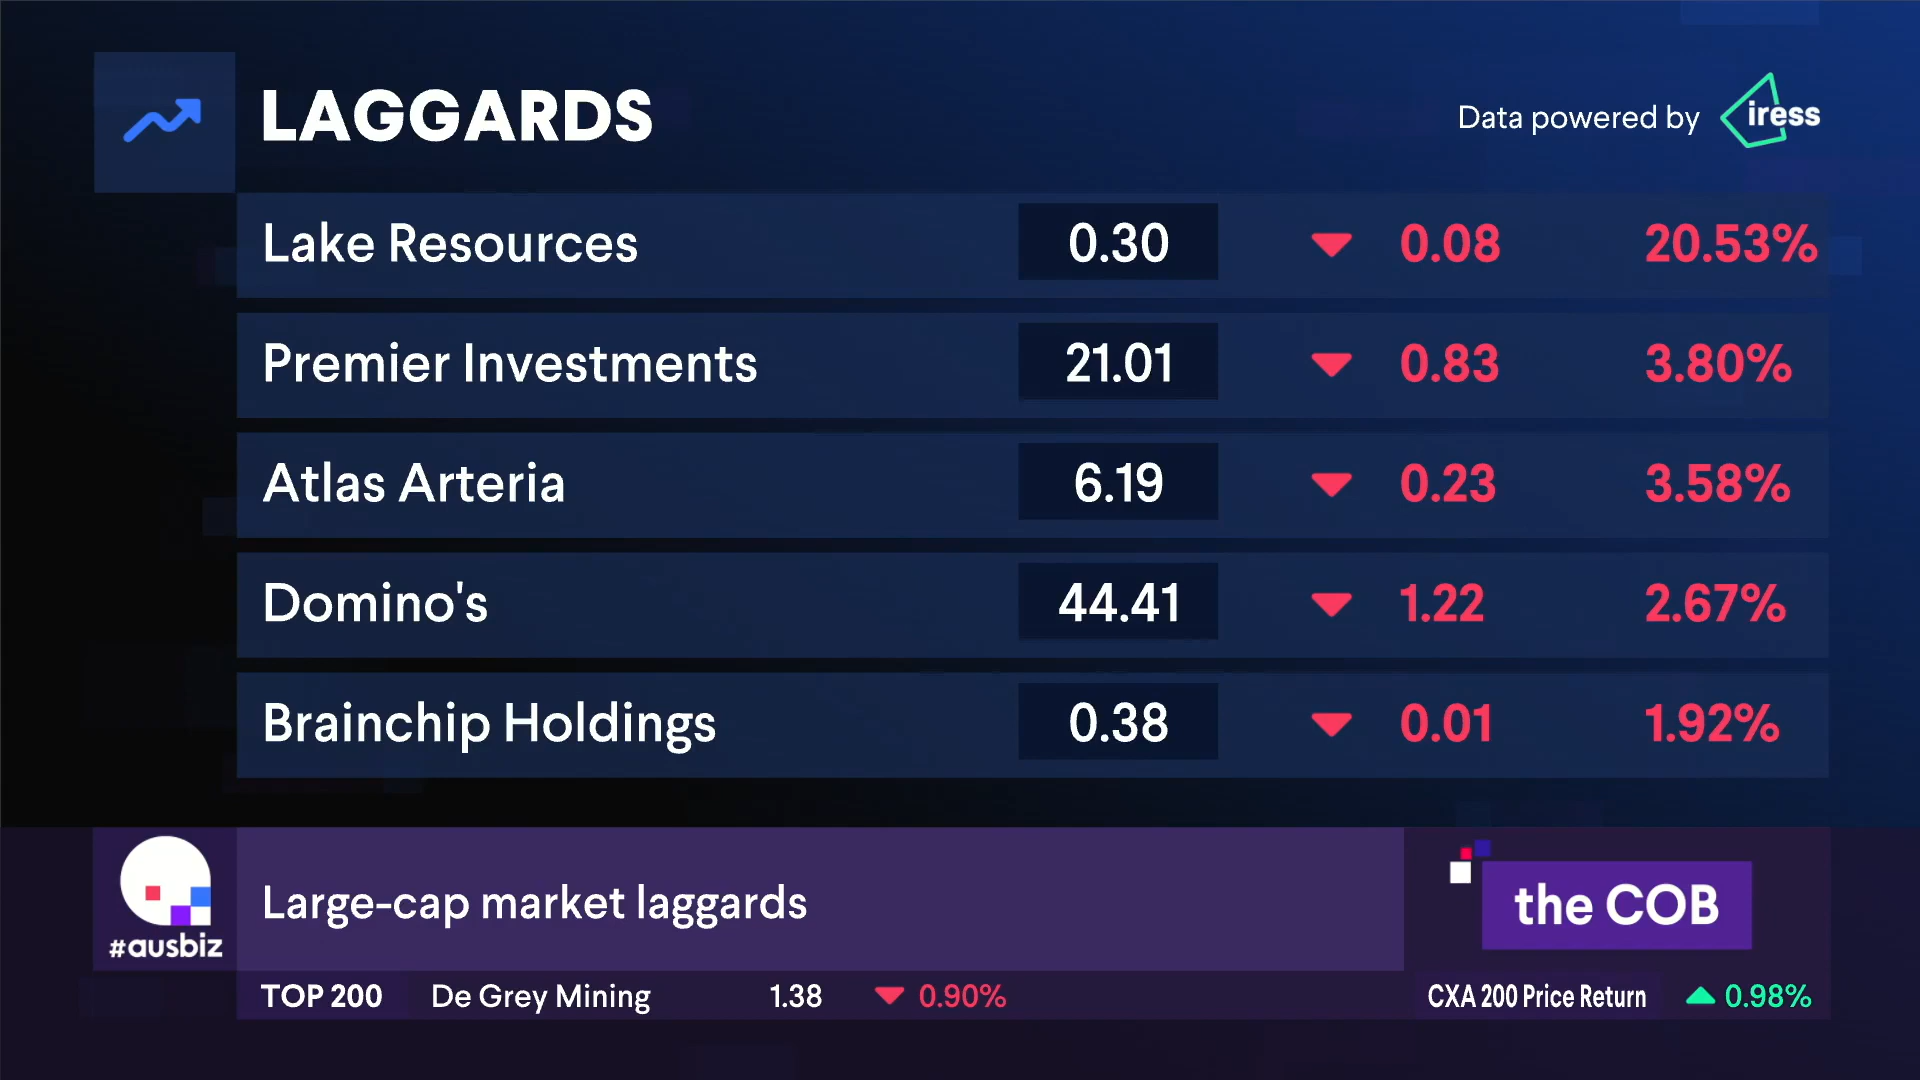 LAGGARDS
Data powered by iress
Lake Resources 0.30 0.08 20.53%
Premier Investments 21.01 0.83 3.80%
Atlas Arteria 6.19 0.23 3.58%
Domino's 44.41 1.22 2.67%
Brainchip Holdings 0.38 0.01 1.92%
#ausbiz
Large-cap market laggards
the COB
TOP 200 De Grey Mining 1.38 0.90% CXA 200 Price Return 0.98%